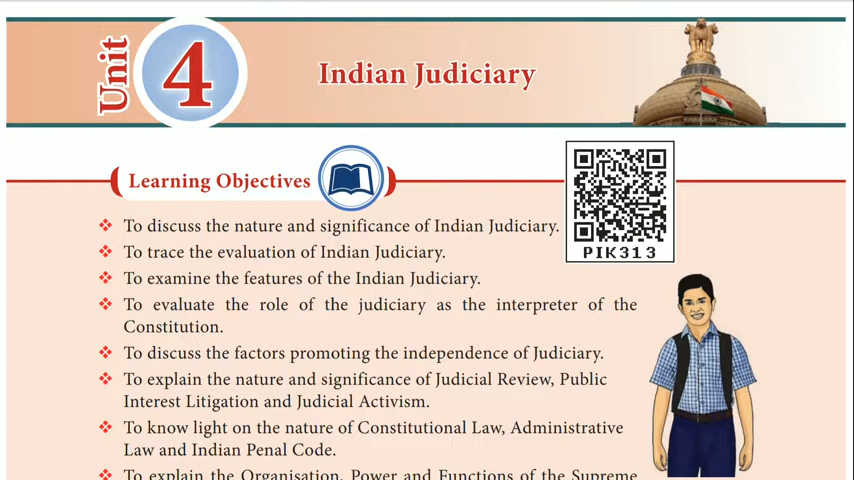 Unit
4
Indian Judiciary
Learning Objectives
❖ To discuss the nature and significance of Indian Judiciary.
❖ To trace the evaluation of Indian Judiciary.
PIK313
❖ To examine the features of the Indian Judiciary.
❖ To evaluate the role of the judiciary as the interpreter of the
Constitution.
❖ To discuss the factors promoting the independence of Judiciary.
❖ To explain the nature and significance of Judicial Review, Public
Interest Litigation and Judicial Activism.
❖ To know light on the nature of Constitutional Law, Administrative
Law and Indian Penal Code.
❖ To explain the Organisation, Power and Functions of the Supreme